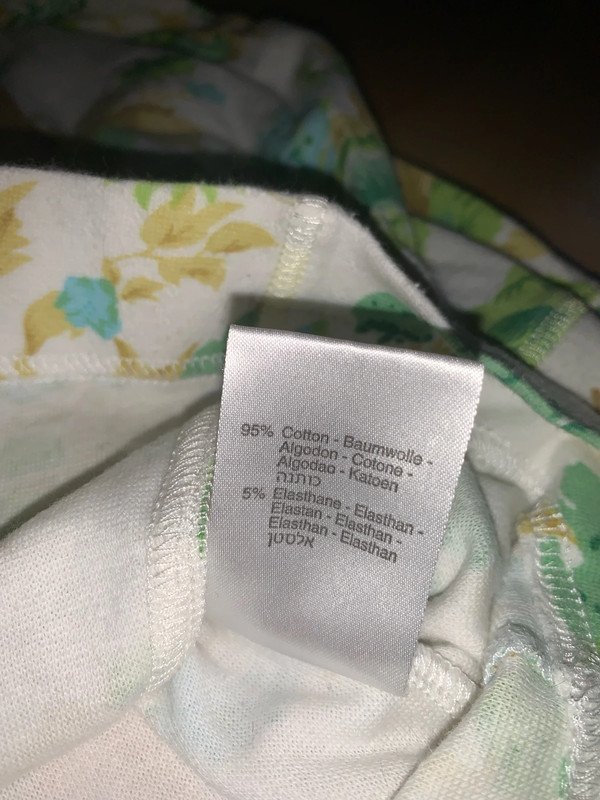 95% Cotton - Baumwolle -
Algodon - Cotone -
Algodao - Katoen
כותנה
5% Elasthane - Elasthan -
Elastan - Elasthan -
Elasthan - Elasthan
אלסטן